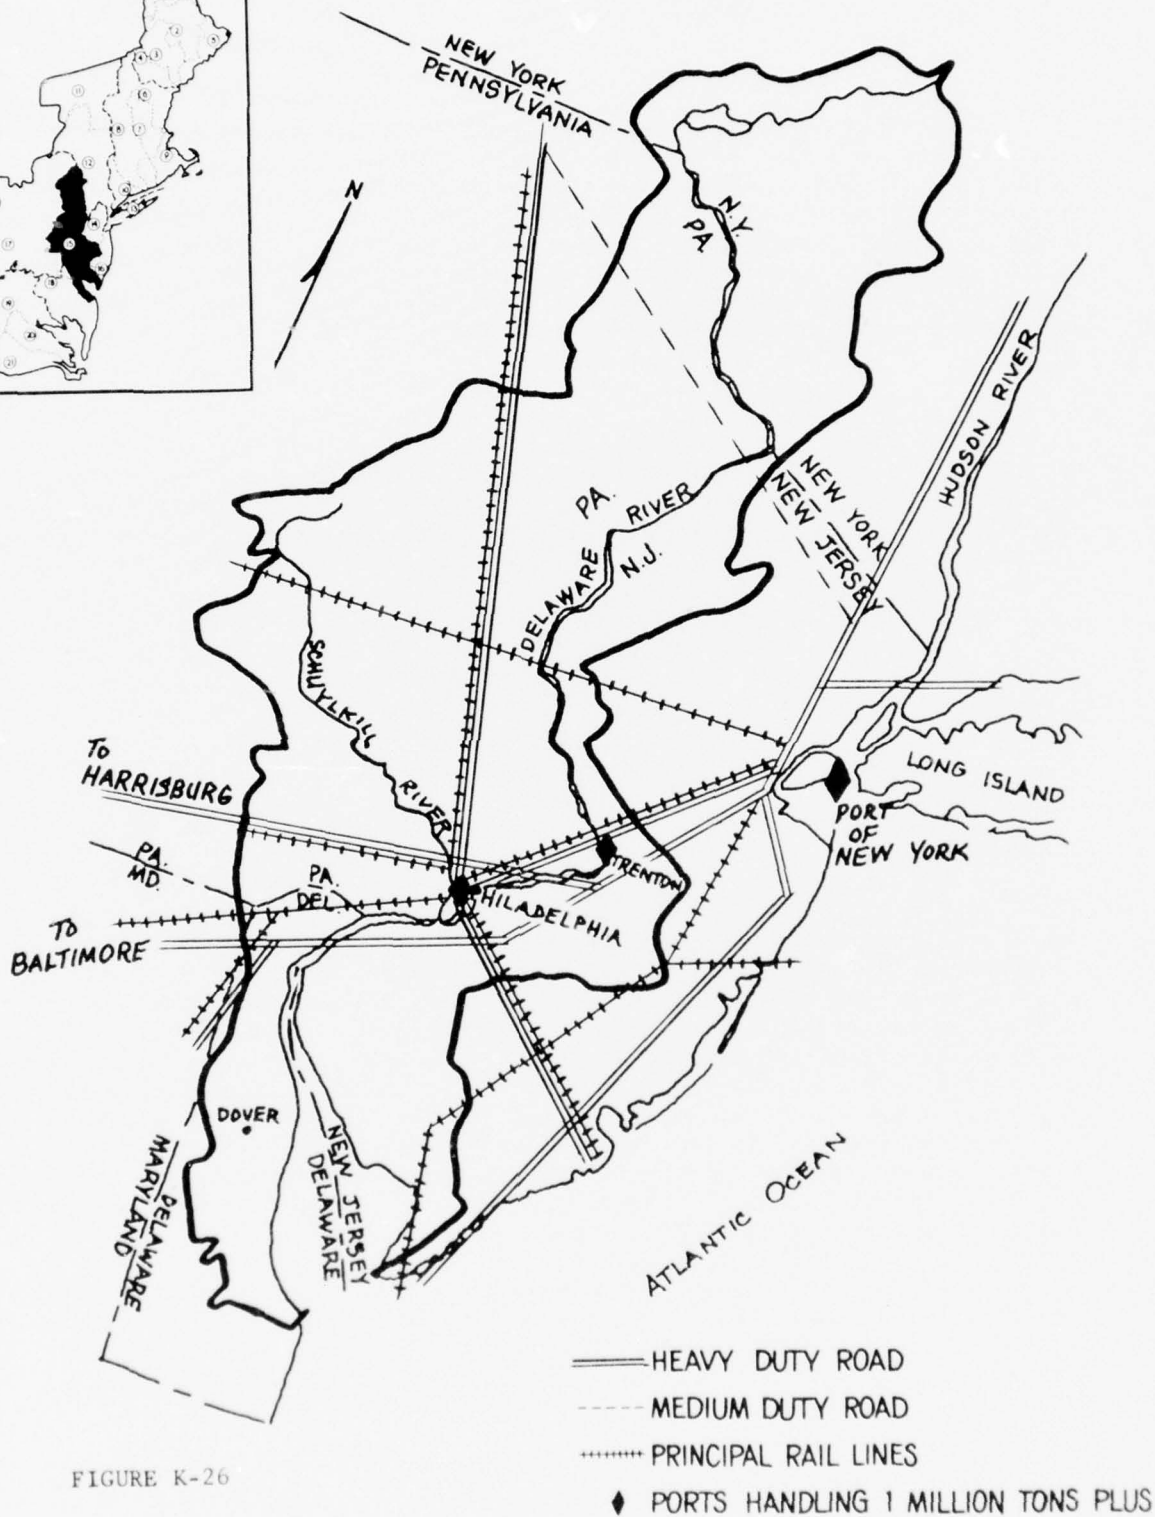 NEW YORK
PENNSYLVANIA
N
N.Y.
PA.
HUDSON RIVER
NEW YORK
NEW JERSEY
PA.
DELAWARE RIVER
N.J.
SCHUYLKILL RIVER
To
HARRISBURG
LONG ISLAND
PORT
OF
NEW YORK
TRENTON
PA.
MD.
PA.
DEL.
PHILADELPHIA
To
BALTIMORE
DOVER
NEW JERSEY
DELAWARE
DELAWARE
MARYLAND
ATLANTIC OCEAN
HEAVY DUTY ROAD
MEDIUM DUTY ROAD
PRINCIPAL RAIL LINES
PORTS HANDLING 1 MILLION TONS PLUS
FIGURE K-26